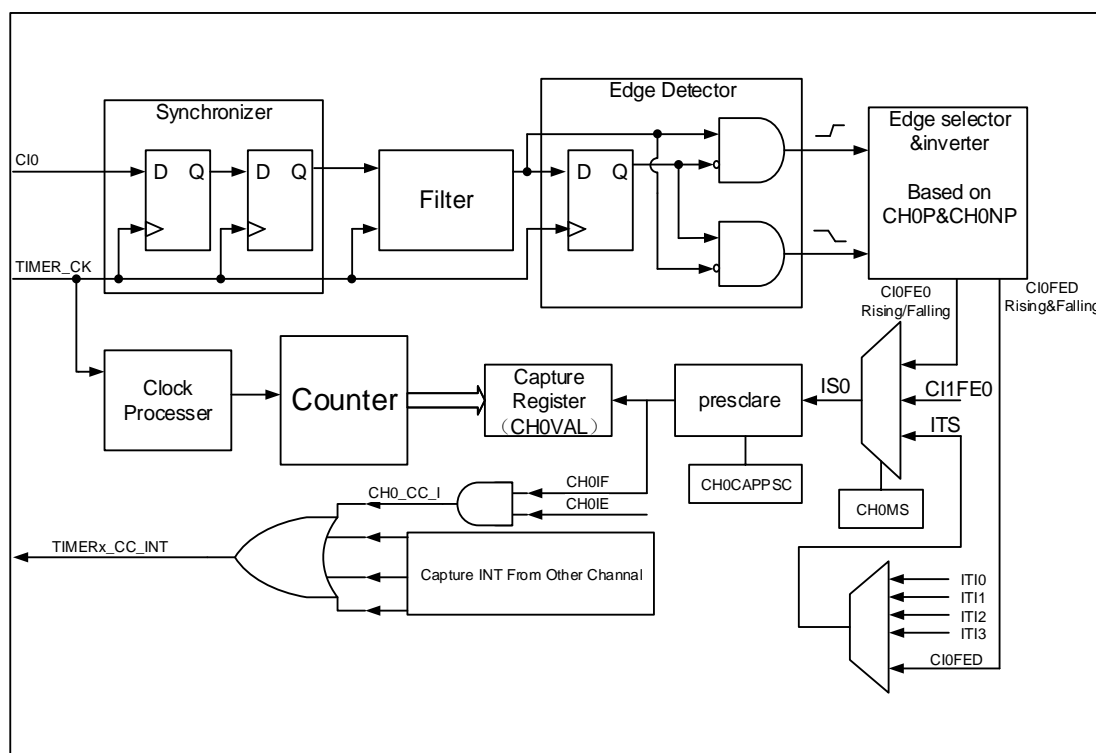 Synchronizer
Edge Detector
Edge selector
&inverter
Based on
CH0P&CH0NP
CI0
D Q
D Q
Filter
D Q
TIMER_CK
CI0FE0
Rising/Falling
CI0FED
Rising&Falling
Clock
Processer
Counter
Capture
Register
（CH0VAL）
presclare
IS0
CI1FE0
ITS
CH0CAPPSC
CH0MS
CH0_CC_I
CH0IF
CH0IE
TIMERx_CC_INT
Capture INT From Other Channel
ITI0
ITI1
ITI2
ITI3
CI0FED